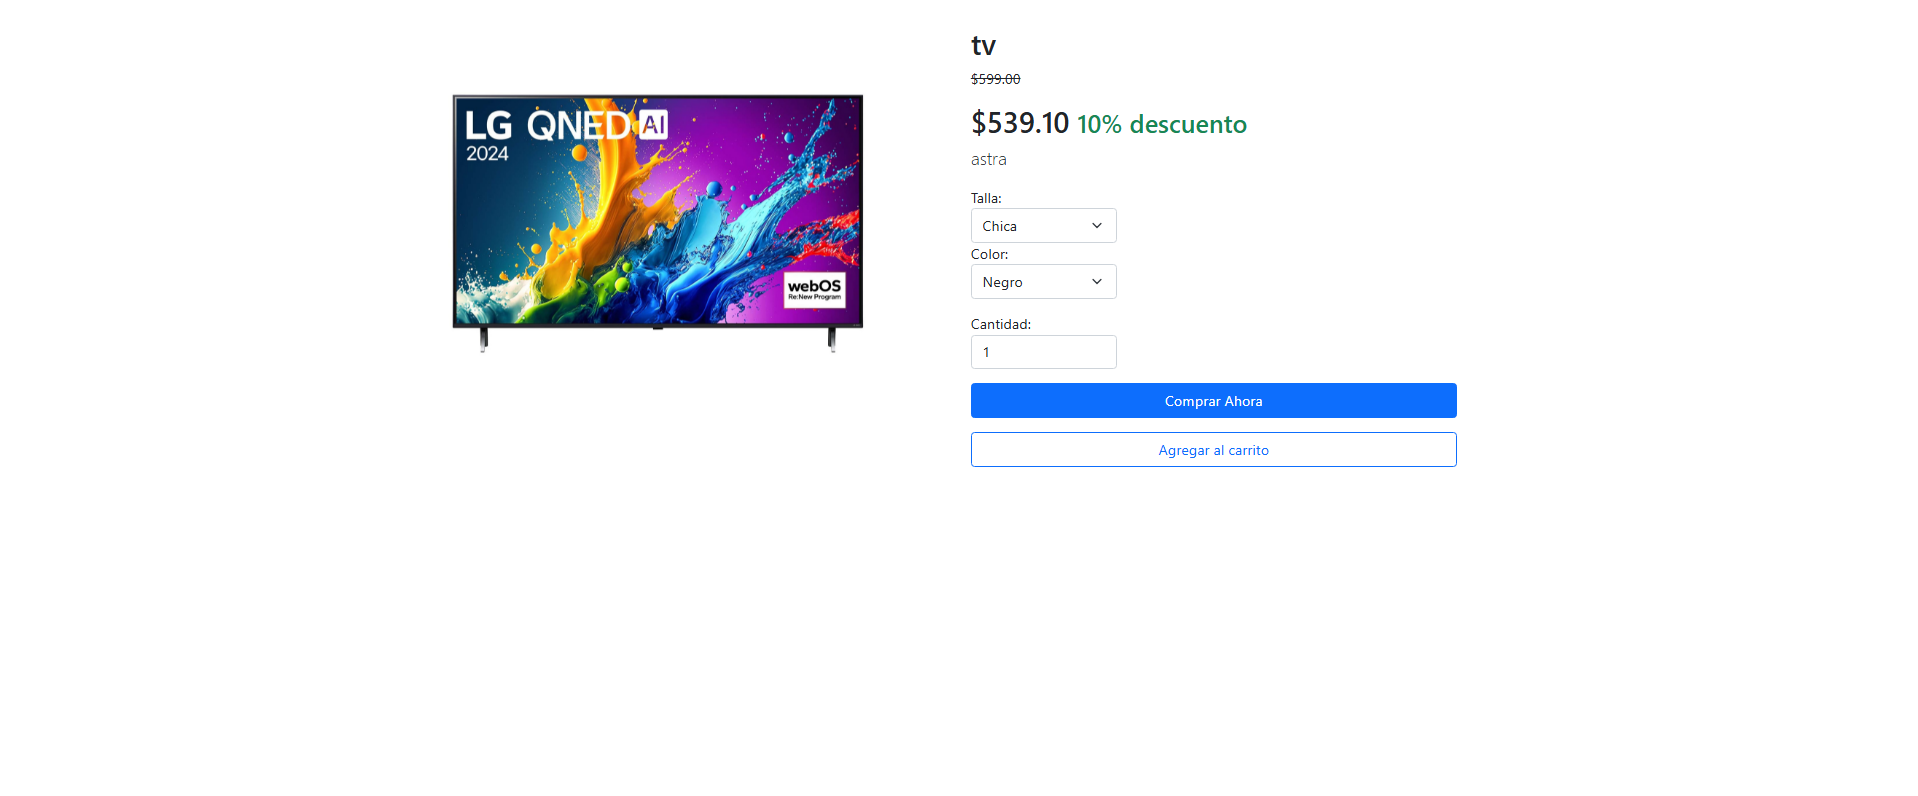 LG QNED AI
2024
webOS
Re:New Program
tv
$599.00
$539.10 10% descuento
astra
Talla:
Chica
Color:
Negro
Cantidad:
1
Comprar Ahora
Agregar al carrito